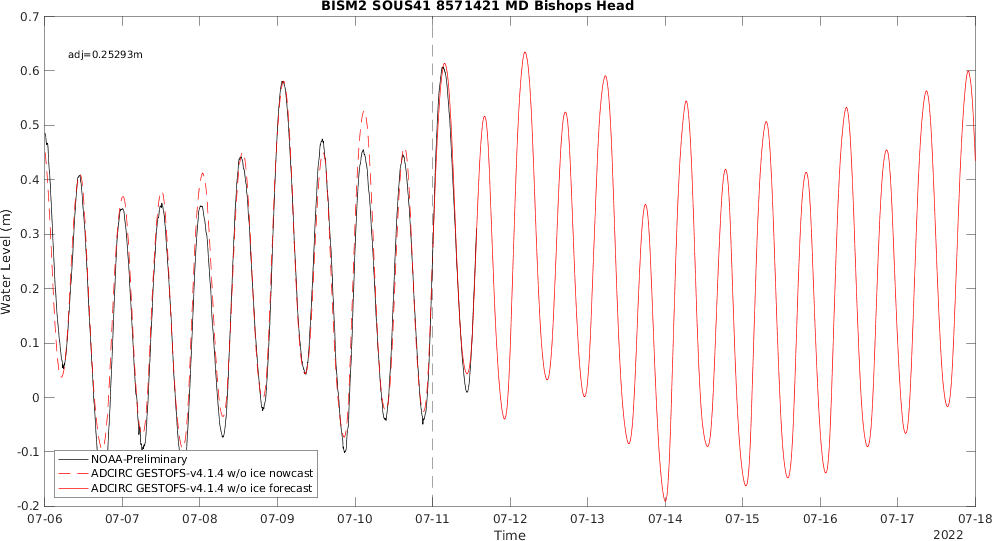 BISM2 SOUS41 8571421 MD Bishops Head
adj=0.25293m
0.7
0.6
0.5
0.4
0.3
0.2
0.1
0
-0.1
-0.2
Water Level (m)
NOAA-Preliminary
ADCIRC GESTOFS-v4.1.4 w/o ice nowcast
ADCIRC GESTOFS-v4.1.4 w/o ice forecast
07-06 07-07 07-08 07-09 07-10 07-11 07-12 07-13 07-14 07-15 07-16 07-17 07-18
Time
2022